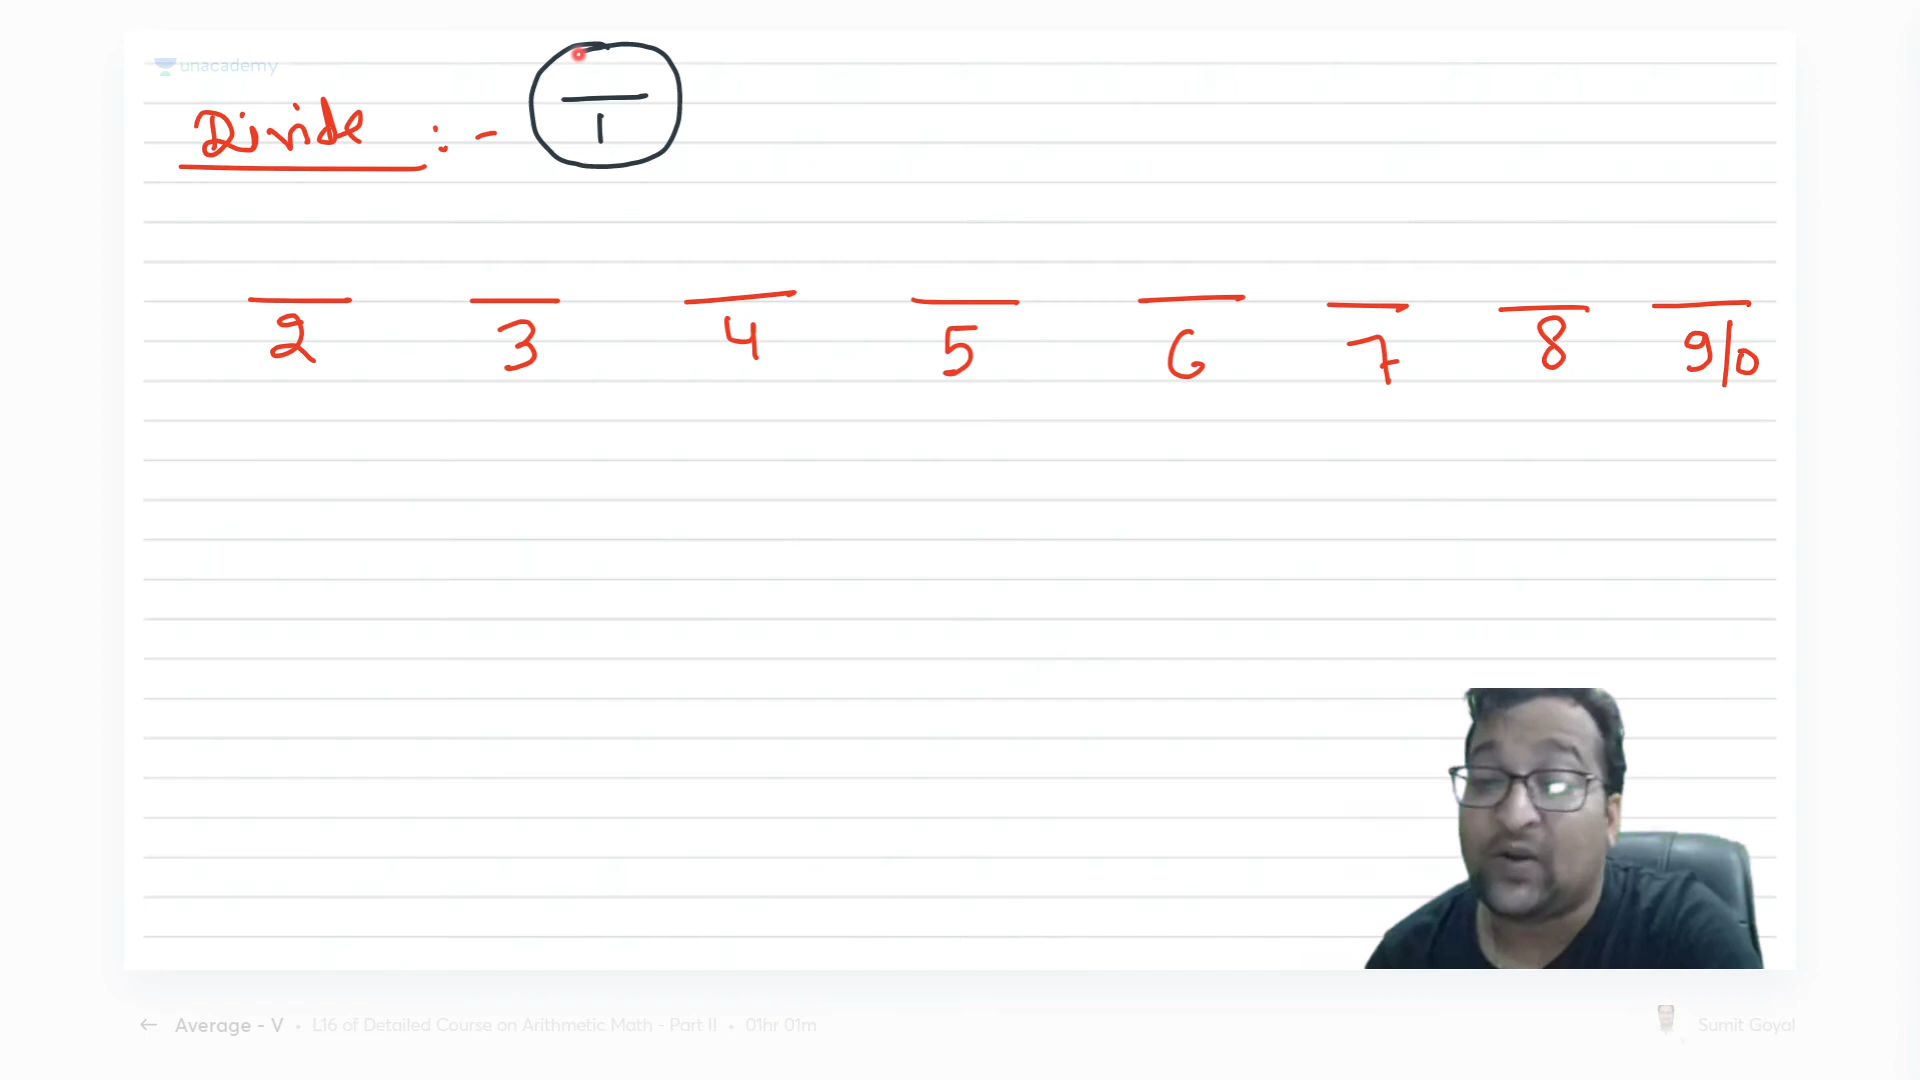 unacademy
Divide :- 1
2 3 4 5 6 7 8 9/0
← Average - V • L16 of Detailed Course on Arithmetic Math - Part II • 01hr 01m
Sumit Goyal